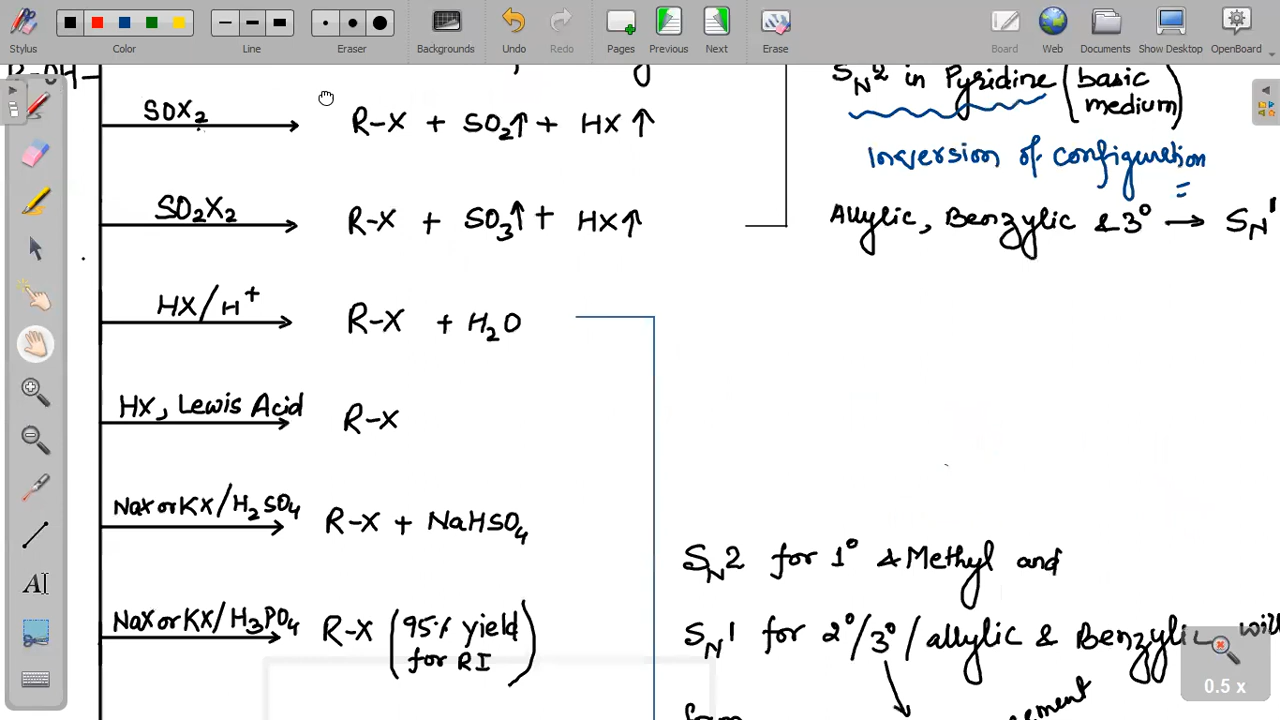 Stylus
Color
Line
Eraser
Backgrounds
Undo
Redo
Pages
Previous
Next
Erase
Board
Web
Documents
Show Desktop
OpenBoard
R-OH
SOX2
R-X + SO2↑ + HX↑
SN2 in Pyridine (basic medium)
Inversion of configuretion
SO2X2
R-X + SO3↑ + HX↑
Allylic, Benzylic & 3° → SN1
HX/H+
R-X + H2O
HX, Lewis Acid
R-X
NaX or KX/H2SO4
R-X + NaHSO4
SN2 for 1° & Methyl and
NaX or KX/H3PO4
R-X (95% yield for RI)
SN1 for 2°/3°/allylic & Benzylic will
0.5 x